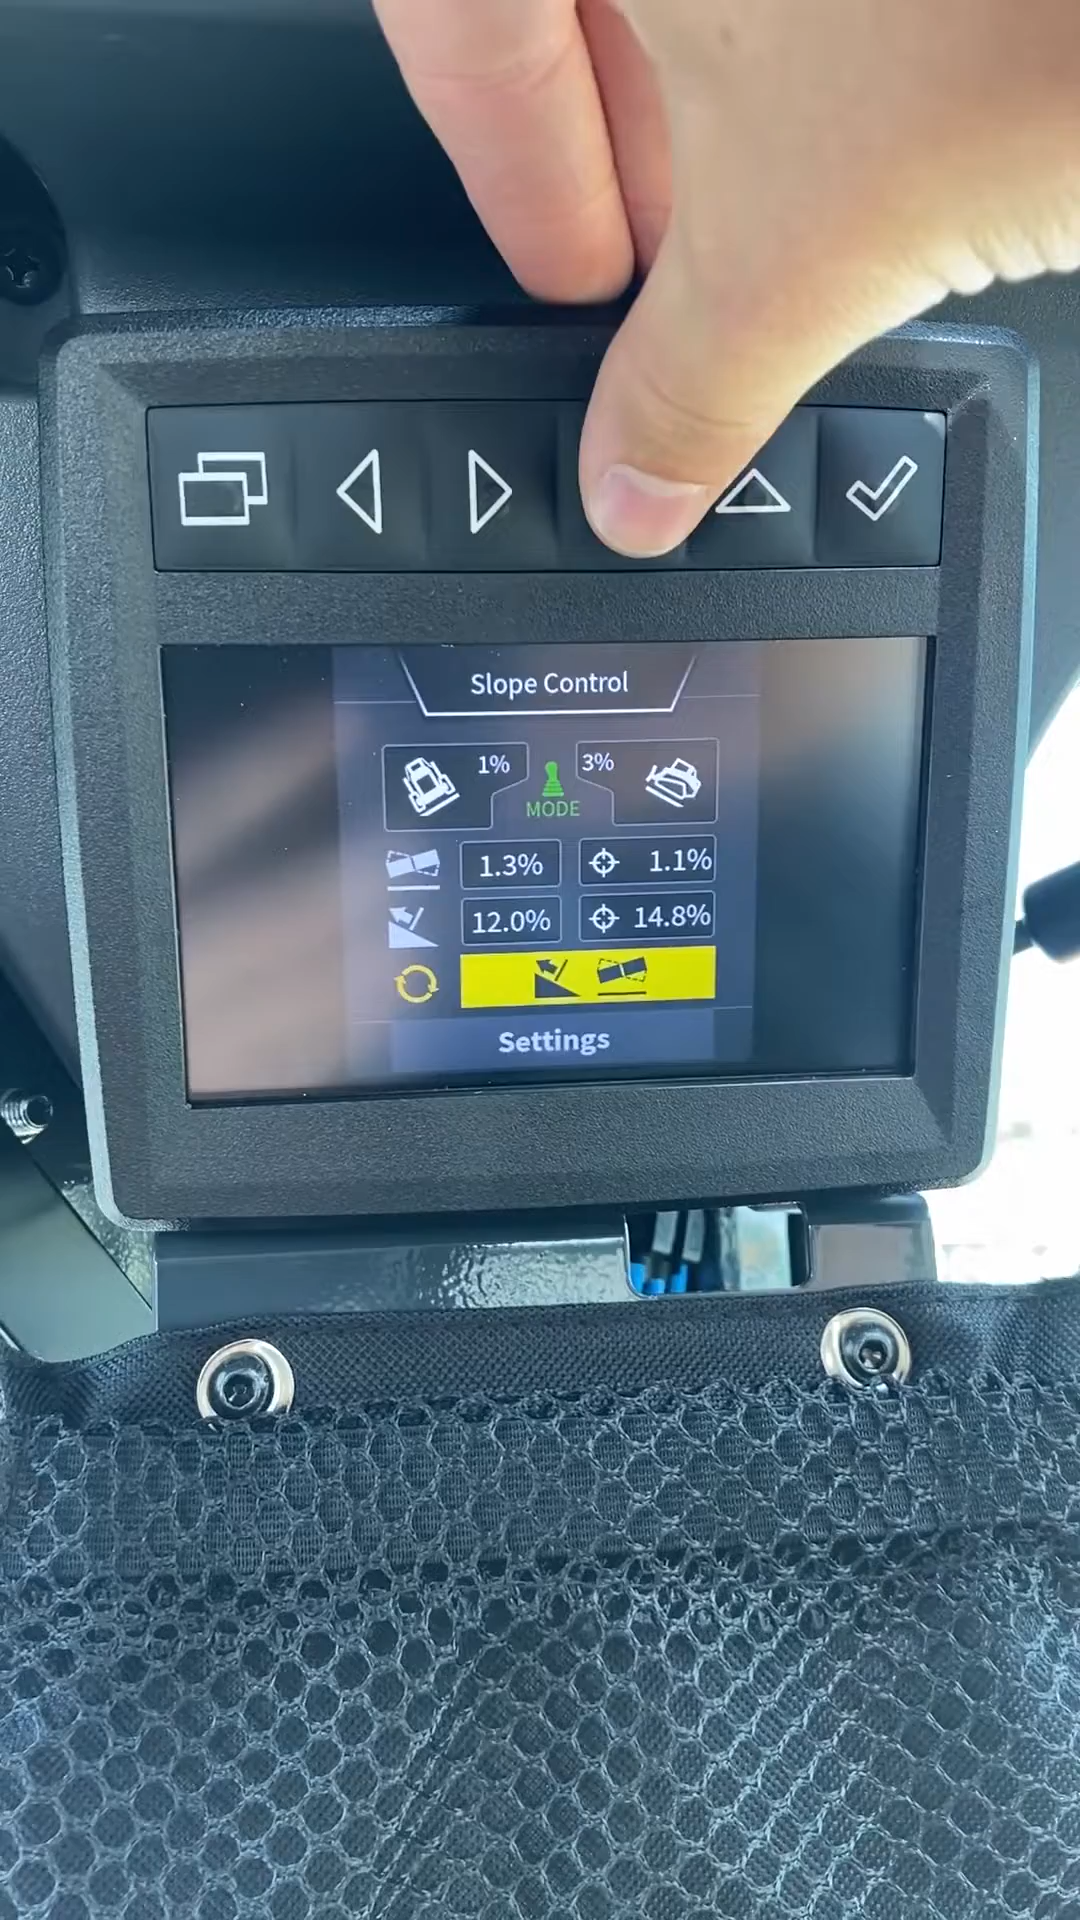 Slope Control
1% 3%
MODE
1.3% 1.1%
12.0% 14.8%
Settings